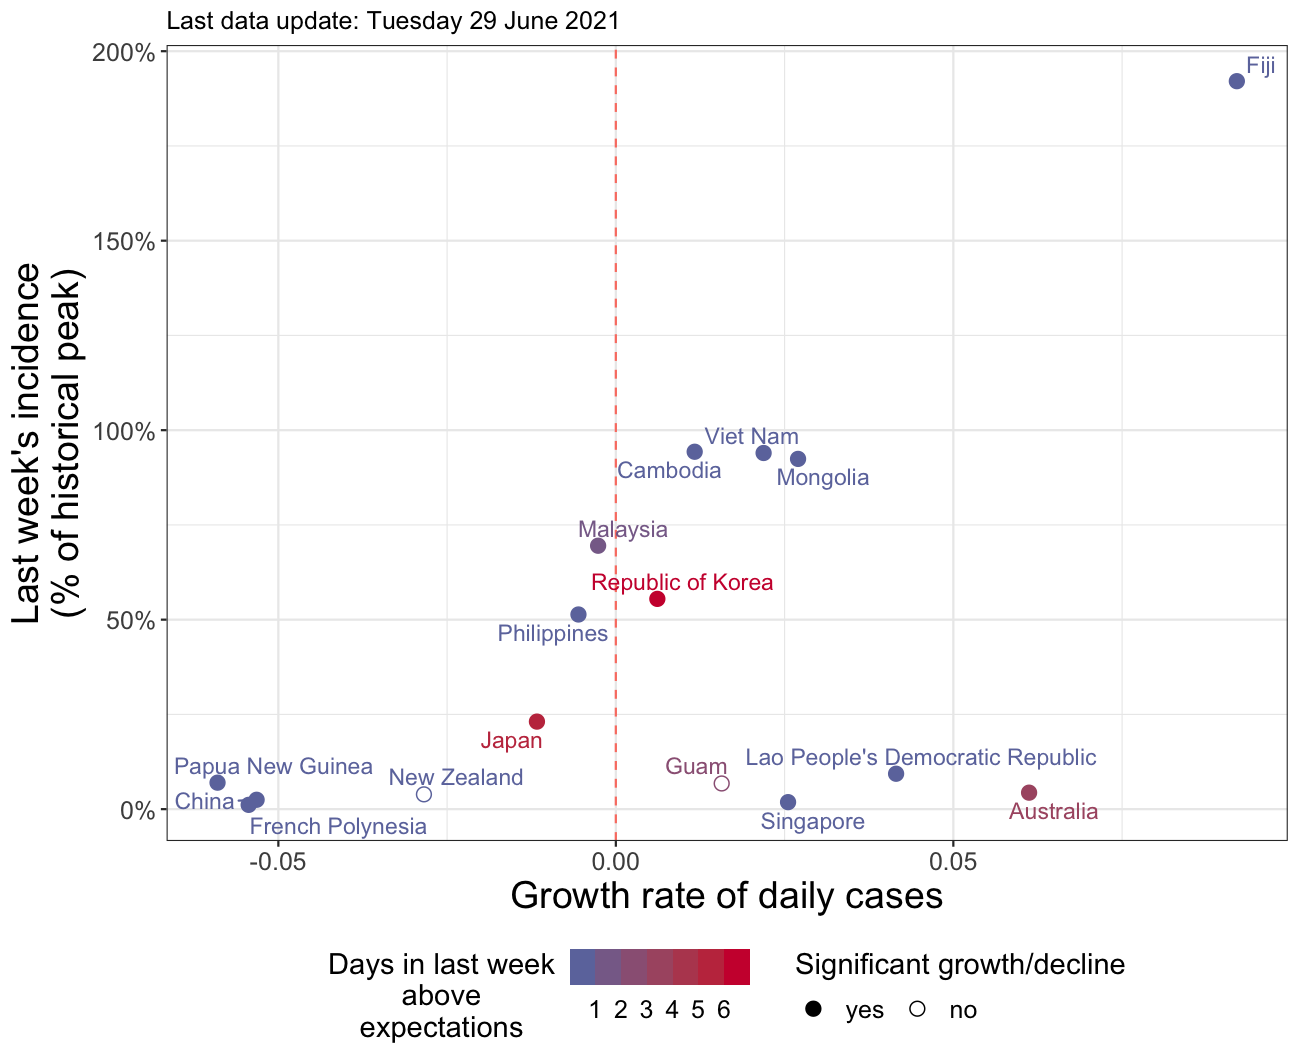 Last data update: Tuesday 29 June 2021
200%
150%
100%
50%
0%
Last week's incidence
(% of historical peak)
Fiji
Viet Nam
Cambodia
Mongolia
Malaysia
Republic of Korea
Philippines
Japan
Papua New Guinea
New Zealand
China
French Polynesia
Guam
Lao People's Democratic Republic
Singapore
Australia
-0.05
0.00
0.05
Growth rate of daily cases
Days in last week
above
expectations
1 2 3 4 5 6
Significant growth/decline
yes no